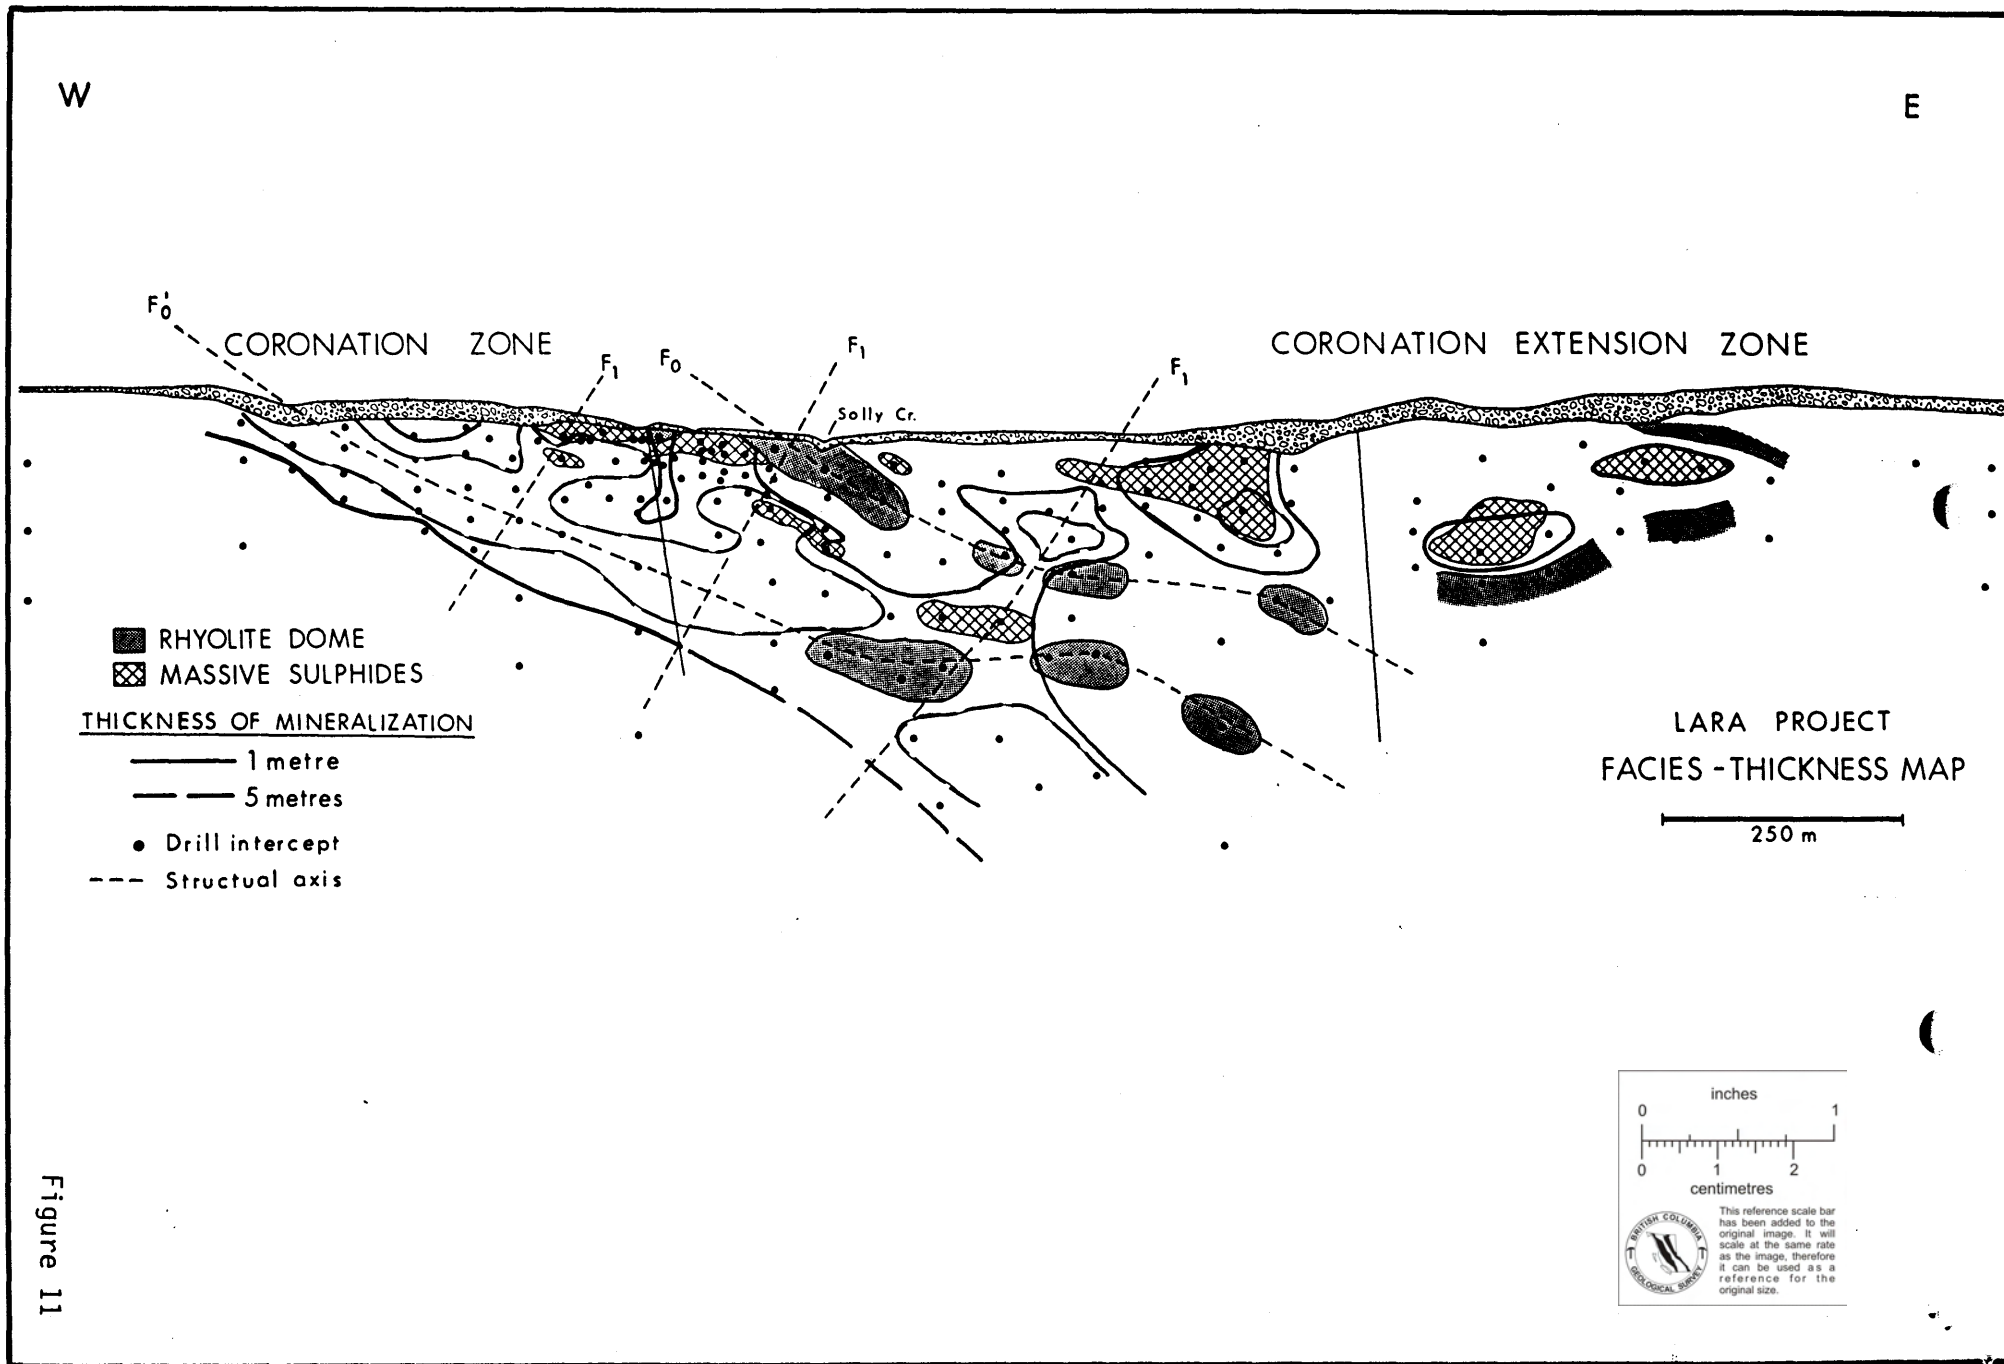 W
E
F₀'
CORONATION ZONE
F₁
F₀
F₁
Solly Cr.
F₁
CORONATION EXTENSION ZONE
RHYOLITE DOME
MASSIVE SULPHIDES
THICKNESS OF MINERALIZATION
1 metre
5 metres
Drill intercept
Structual axis
LARA PROJECT
FACIES - THICKNESS MAP
250 m
inches
0 1
0 1 2
centimetres
This reference scale bar
has been added to the
original image. It will
scale at the same rate
as the image, therefore
it can be used as a
reference for the
original size.
BRITISH COLUMBIA
GEOLOGICAL SURVEY
Figure 11